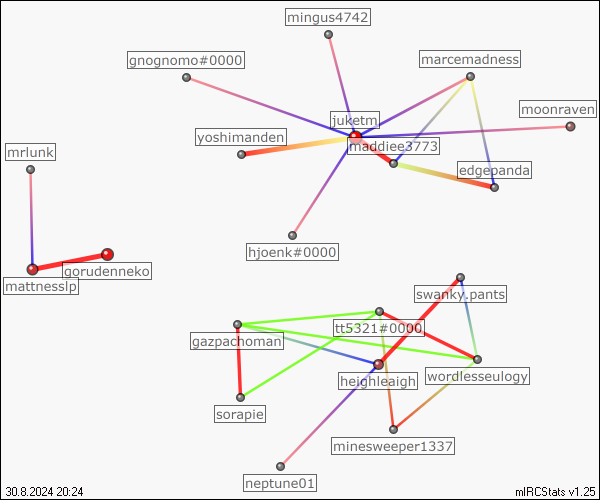 mingus4742
gnognomo#0000
marcemadness
moonraven
juketm
yoshimanden
maddiee3773
mrlunk
edgepanda
hjoenk#0000
gorudenneko
mattnesslp
swanky.pants
tt5321#0000
gazpachoman
heighleaigh
wordlesseulogy
sorapie
minesweeper1337
neptune01
30.8.2024 20:24
mIRCStats v1.25